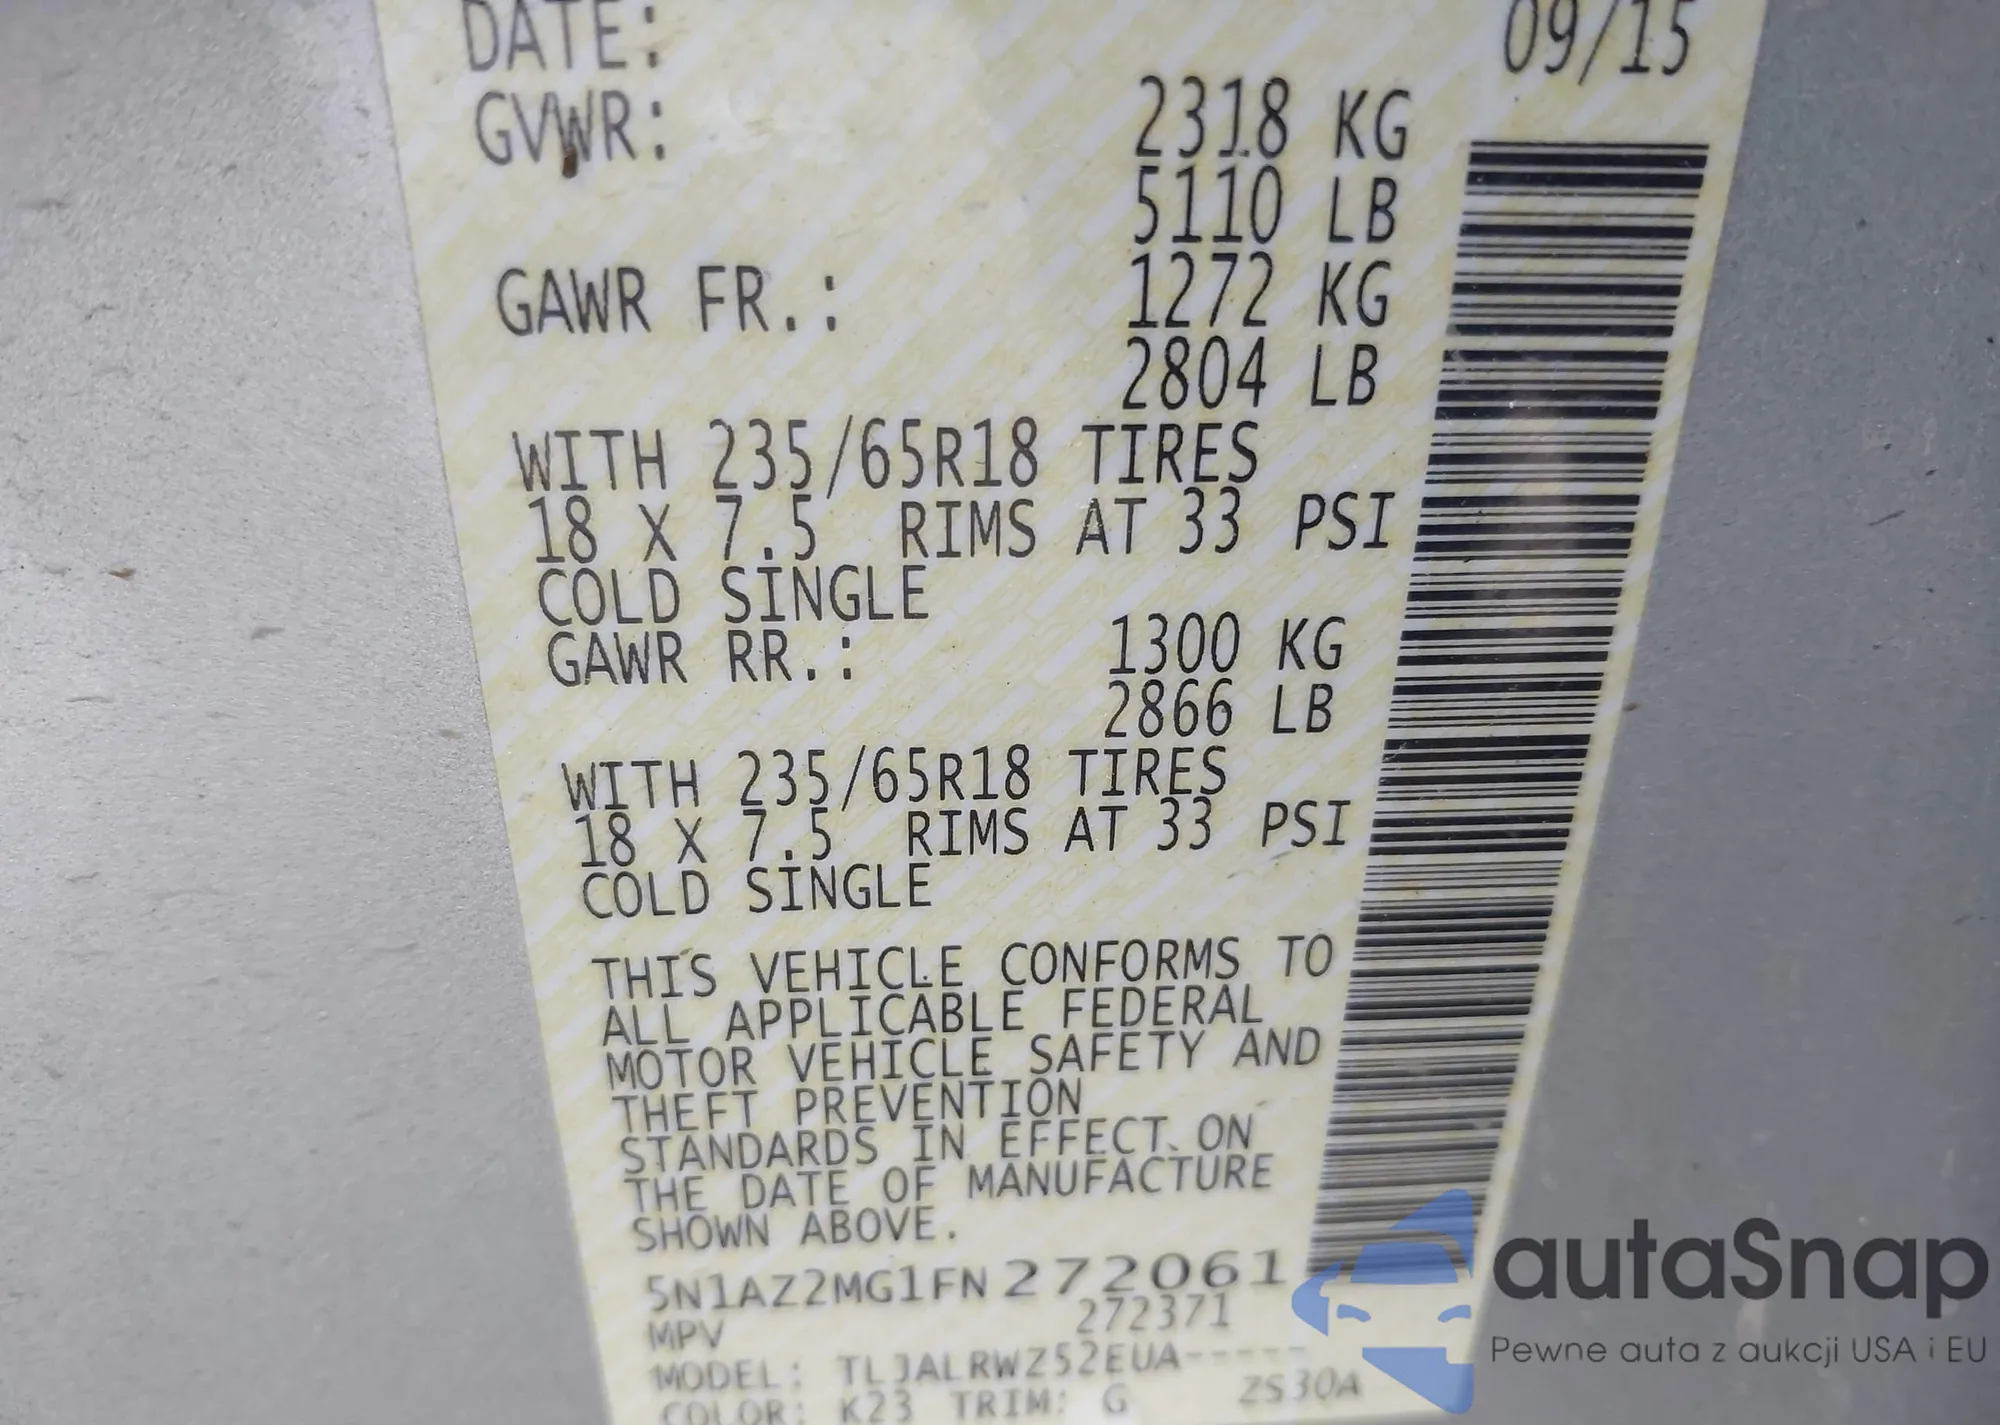 DATE: 09/15
GVWR: 2318 KG
5110 LB
GAWR FR.: 1272 KG
2804 LB
WITH 235/65R18 TIRES
18 X 7.5 RIMS AT 33 PSI
COLD SINGLE
GAWR RR.: 1300 KG
2866 LB
WITH 235/65R18 TIRES
18 X 7.5 RIMS AT 33 PSI
COLD SINGLE
THIS VEHICLE CONFORMS TO
ALL APPLICABLE FEDERAL
MOTOR VEHICLE SAFETY AND
THEFT PREVENTION
STANDARDS IN EFFECT ON
THE DATE OF MANUFACTURE
SHOWN ABOVE.
5N1AZ2MG1FN272061
MPV 272371
MODEL: TLJALRWZ52EUA-----
COLOR: K23 TRIM: G ZS30A
autaSnap
Pewne auta z aukcji USA i EU